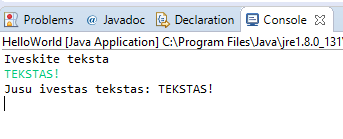 Problems @ Javadoc Declaration Console
HelloWorld [Java Application] C:\Program Files\Java\jre1.8.0_131\
Iveskite teksta
TEKSTAS!
Jusu ivestas tekstas: TEKSTAS!